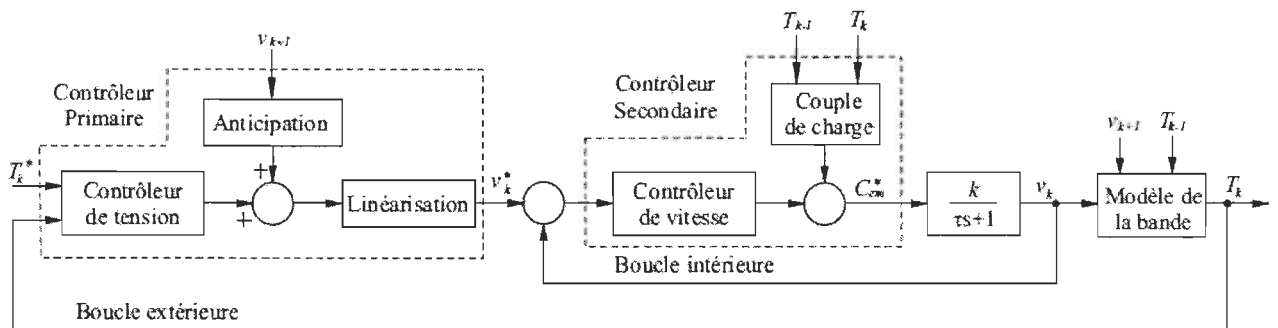 T_{k-1}
T_k
v_{k+1}
Contrôleur
Primaire
Anticipation
Contrôleur
Secondaire
Couple
de charge
v_{k+1}
T_{k-1}
T_k^*
+
+
Contrôleur
de tension
Linéarisation
v_k^*
Contrôleur
de vitesse
C_{em}^*
k
τs+1
v_k
Modèle de
la bande
T_k
Boucle intérieure
Boucle extérieure